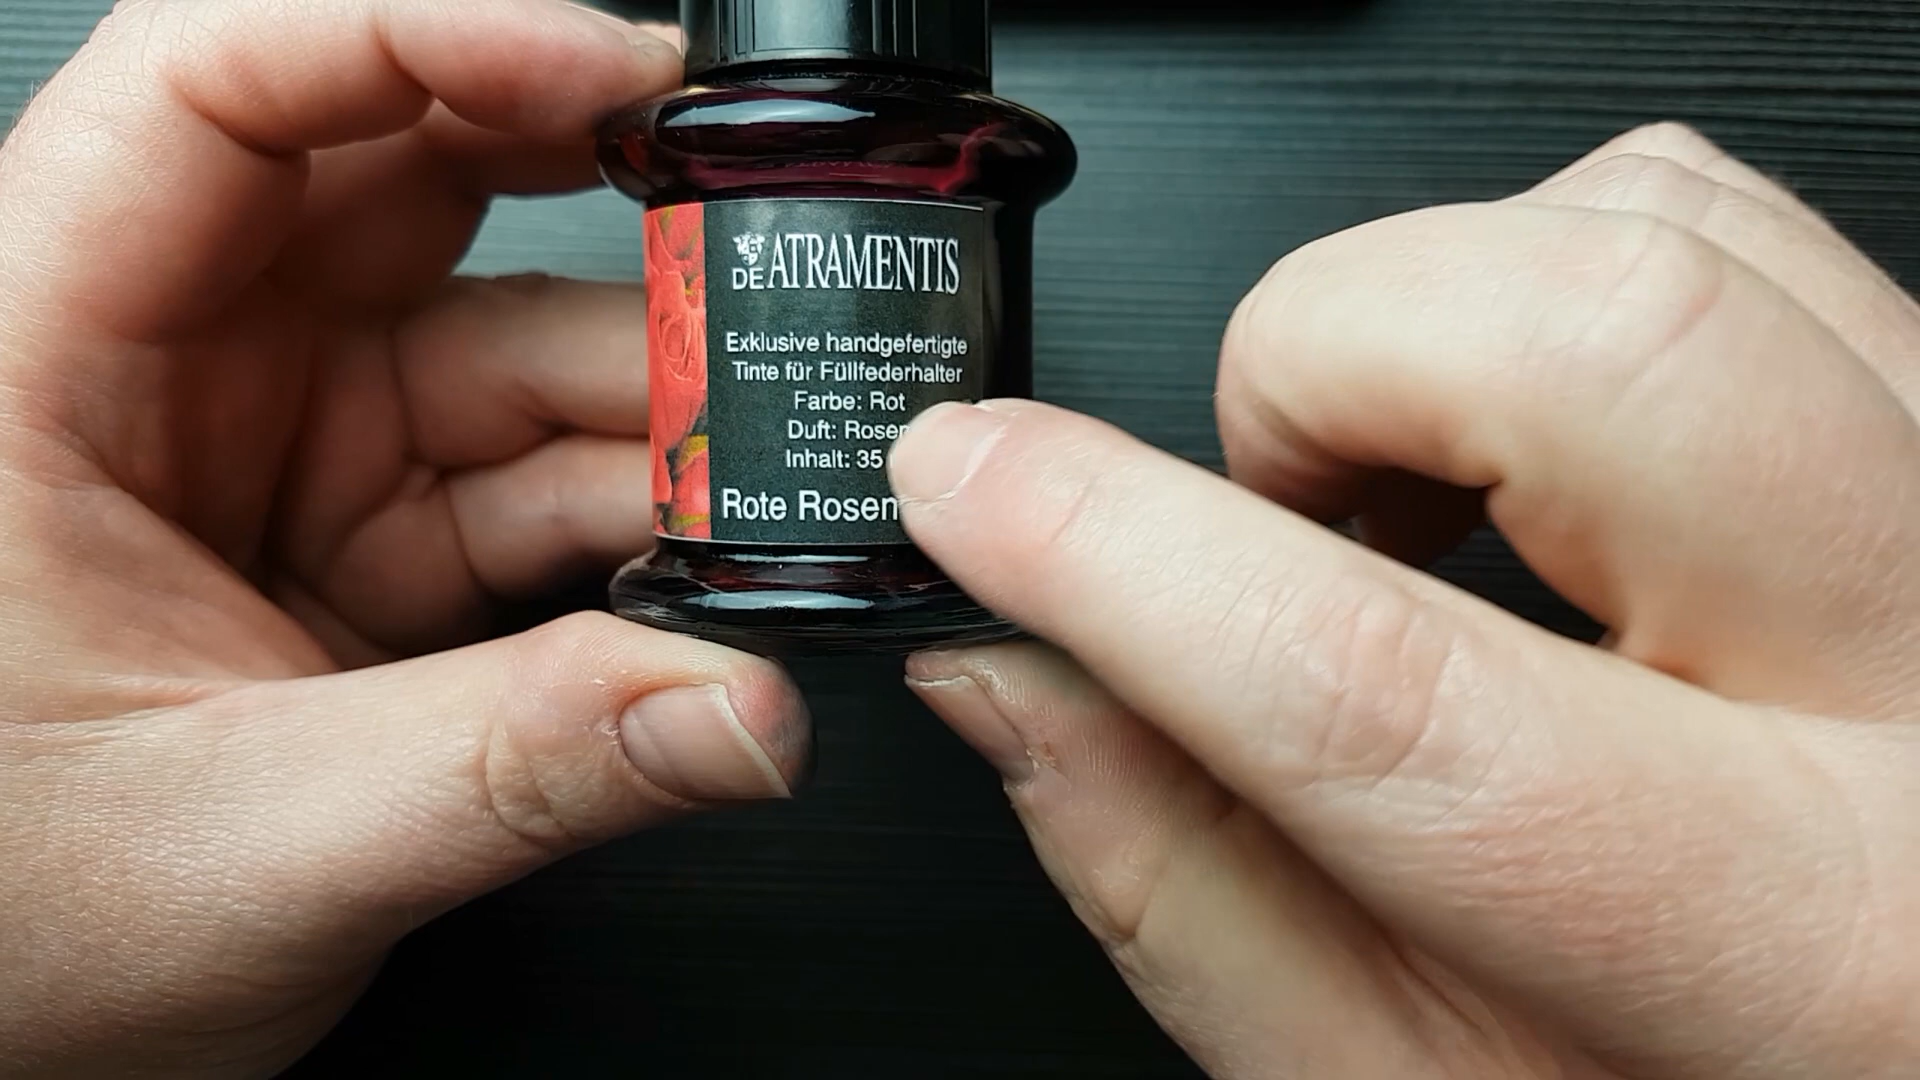 DE ATRAMENTIS
Exklusive handgefertigte
Tinte für Füllfederhalter
Farbe: Rot
Duft: Rosen
Inhalt: 35
Rote Rosen